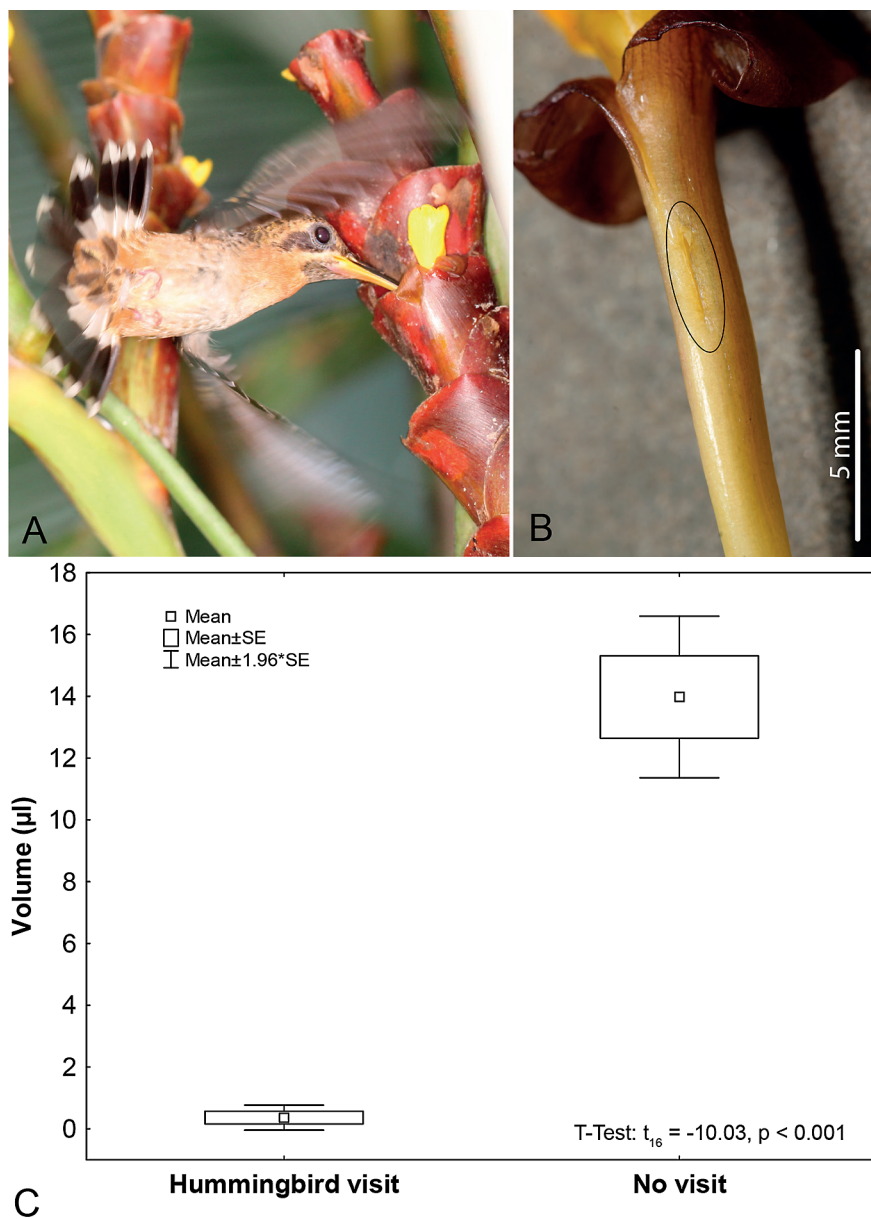 A
B
5 mm
18
16
14
12
10
8
6
4
2
0
Volume (µl)
Mean
Mean±SE
Mean±1.96*SE
T-Test: t16 = -10.03, p < 0.001
Hummingbird visit
No visit
C